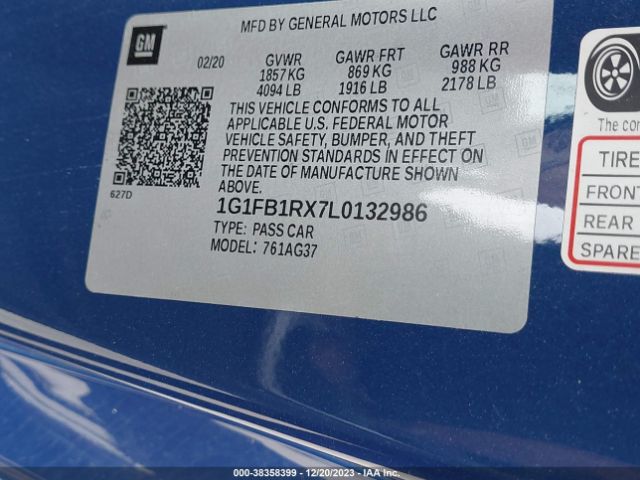 GM
MFD BY GENERAL MOTORS LLC
02/20 GVWR GAWR FRT GAWR RR
1857 KG 869 KG 988 KG
4094 LB 1916 LB 2178 LB
THIS VEHICLE CONFORMS TO ALL
APPLICABLE U.S. FEDERAL MOTOR
VEHICLE SAFETY, BUMPER, AND THEFT
PREVENTION STANDARDS IN EFFECT ON
THE DATE OF MANUFACTURE SHOWN
ABOVE.
627D
1G1FB1RX7L0132986
TYPE: PASS CAR
MODEL: 761AG37
The con
TIRE
FRONT
REAR
SPARE
000-38358399 - 12/20/2023 - IAA Inc.